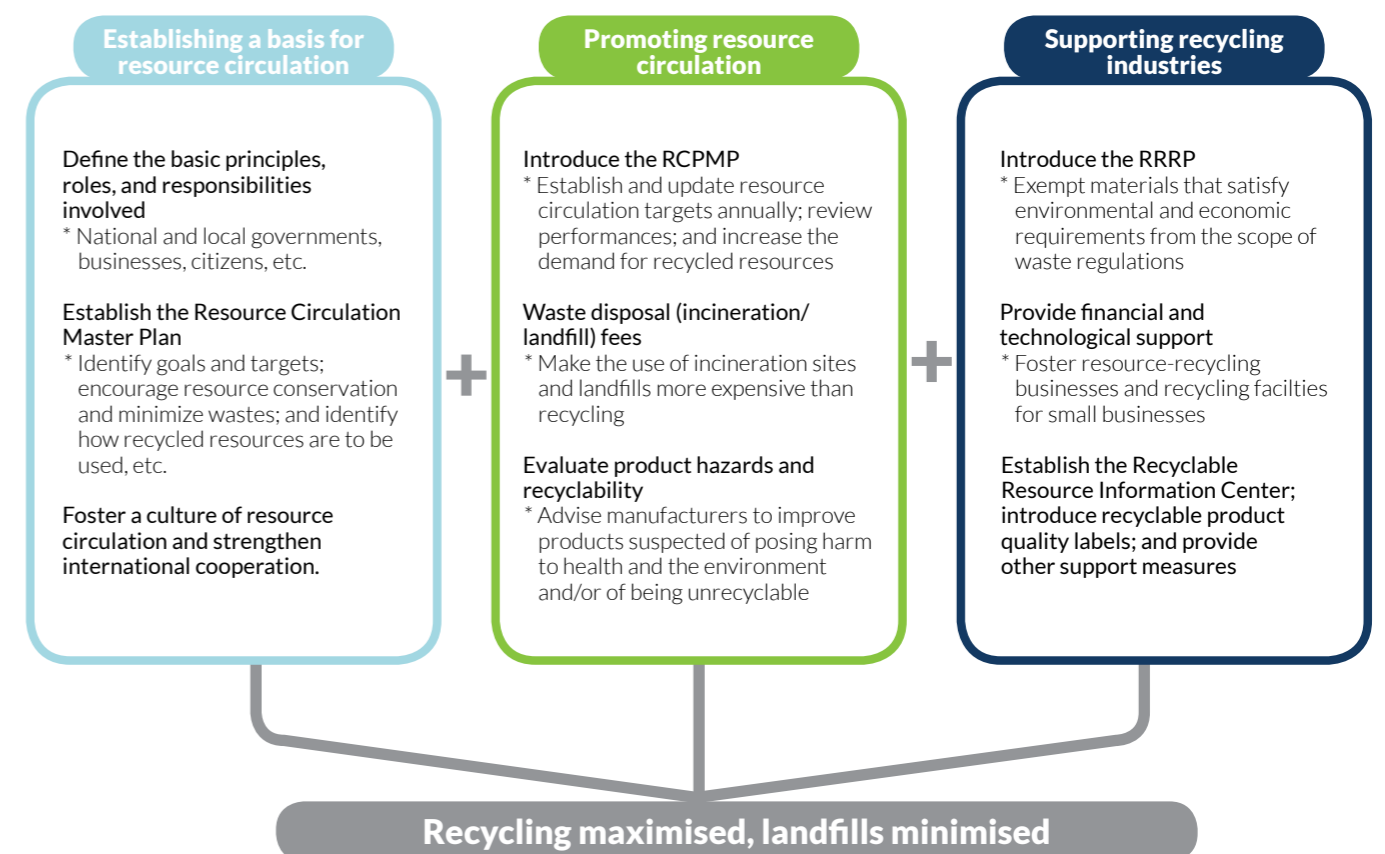 Establishing a basis for
resource circulation
Define the basic principles,
roles, and responsibilities
involved
* National and local governments,
businesses, citizens, etc.
Establish the Resource Circulation
Master Plan
* Identify goals and targets;
encourage resource conservation
and minimize wastes; and identify
how recycled resources are to be
used, etc.
Foster a culture of resource
circulation and strengthen
international cooperation.
+
Promoting resource
circulation
Introduce the RCPMP
* Establish and update resource
circulation targets annually; review
performances; and increase the
demand for recycled resources
Waste disposal (incineration/
landfill) fees
* Make the use of incineration sites
and landfills more expensive than
recycling
Evaluate product hazards and
recyclability
* Advise manufacturers to improve
products suspected of posing harm
to health and the environment
and/or of being unrecyclable
+
Supporting recycling
industries
Introduce the RRRP
* Exempt materials that satisfy
environmental and economic
requirements from the scope of
waste regulations
Provide financial and
technological support
* Foster resource-recycling
businesses and recycling facilties
for small businesses
Establish the Recyclable
Resource Information Center;
introduce recyclable product
quality labels; and provide
other support measures
Recycling maximised, landfills minimised